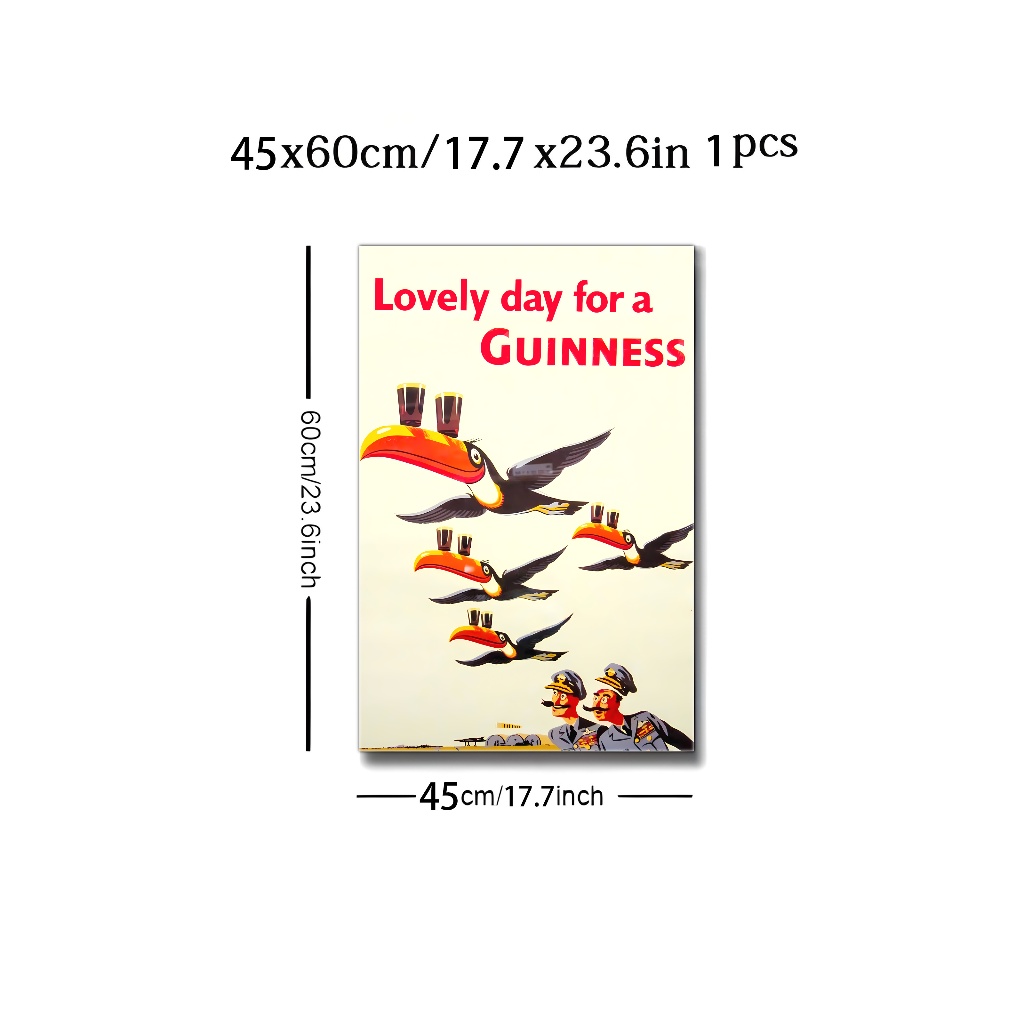 45x60cm/17.7 x23.6in 1pcs
Lovely day for a
GUINNESS
60cm/23.6inch
45cm/17.7inch